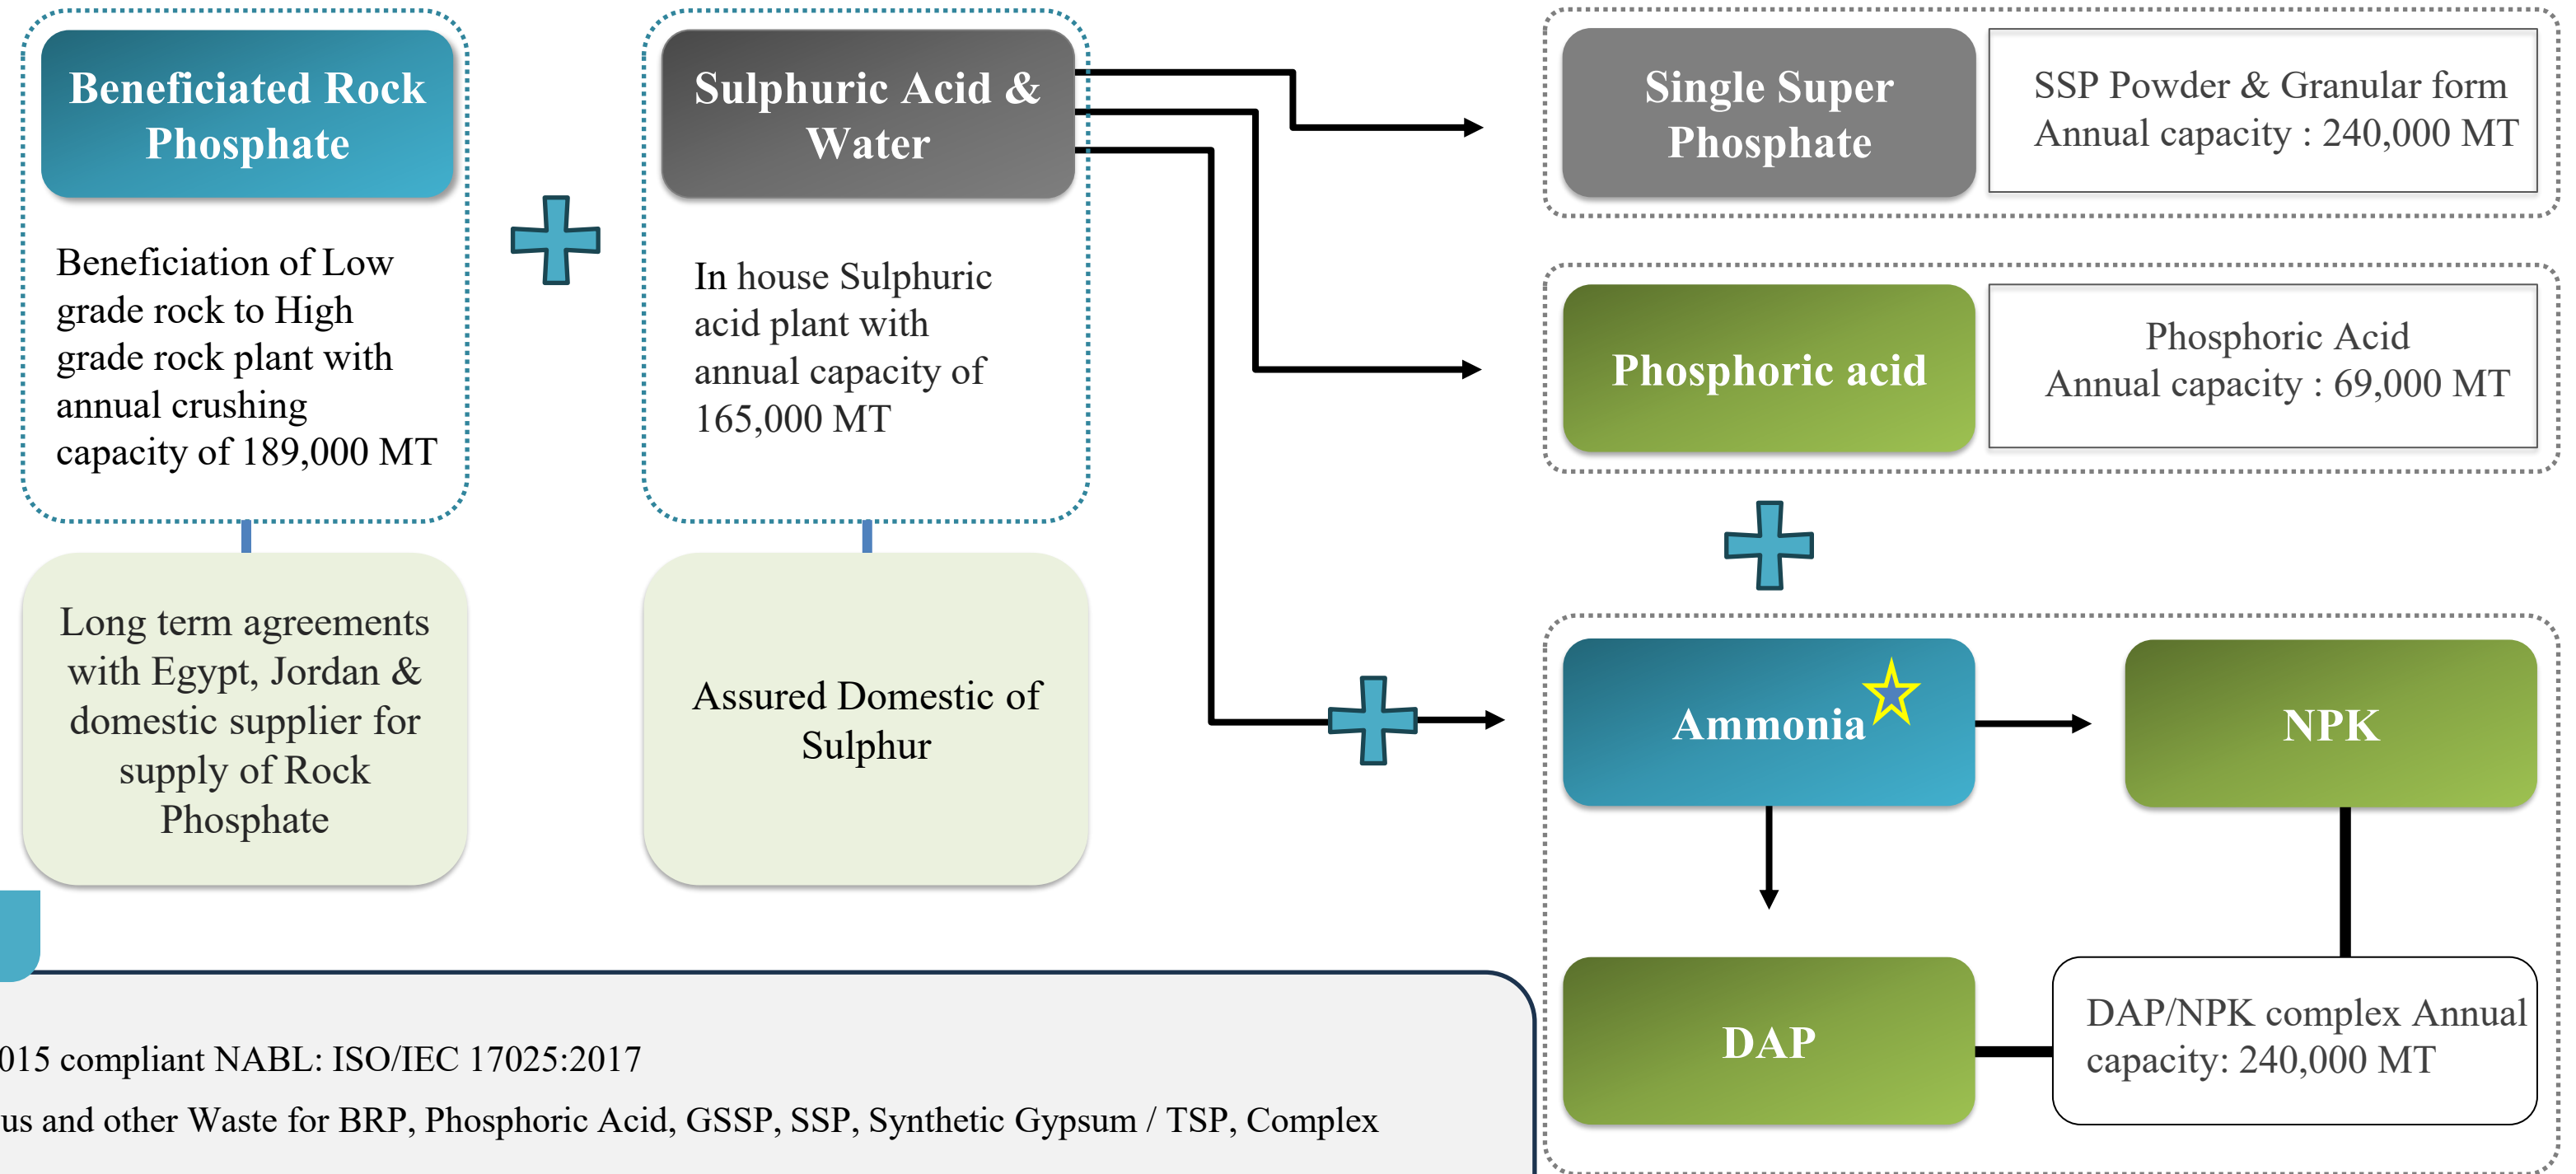 Beneficiated Rock
Phosphate
Beneficiation of Low
grade rock to High
grade rock plant with
annual crushing
capacity of 189,000 MT
Long term agreements
with Egypt, Jordan &
domestic supplier for
supply of Rock
Phosphate
Sulphuric Acid &
Water
In house Sulphuric
acid plant with
annual capacity of
165,000 MT
Assured Domestic of
Sulphur
Single Super
Phosphate
SSP Powder & Granular form
Annual capacity : 240,000 MT
Phosphoric acid
Phosphoric Acid
Annual capacity : 69,000 MT
Ammonia
NPK
DAP
DAP/NPK complex Annual
capacity: 240,000 MT
015 compliant NABL: ISO/IEC 17025:2017
us and other Waste for BRP, Phosphoric Acid, GSSP, SSP, Synthetic Gypsum / TSP, Complex